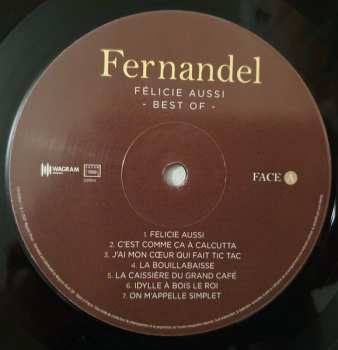 Fernandel
FÉLICIE AUSSI
- BEST OF -
WAGRAM
FACE A
1. FELICIE AUSSI
2. C'EST COMME ÇA À CALCUTTA
3. J'AI MON CŒUR QUI FAIT TIC TAC
4. LA BOUILLABAISSE
5. LA CAISSIÈRE DU GRAND CAFÉ
6. IDYLLE À BOIS LE ROI
7. ON M'APPELLE SIMPLET